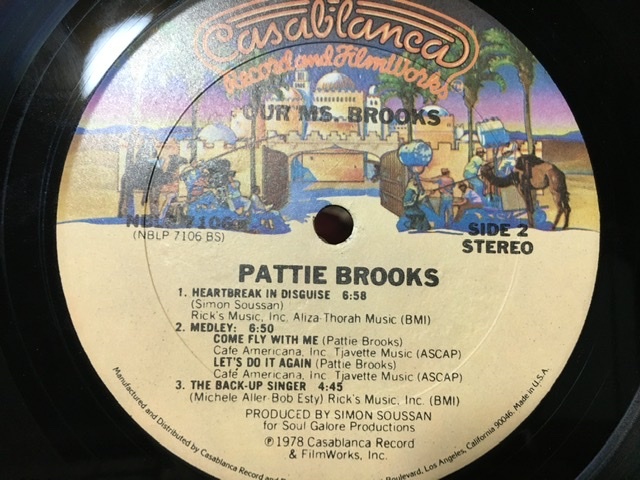 Casablanca
Record and FilmWorks
OUR MS. BROOKS
NBLP 7106
(NBLP 7106 BS)
SIDE 2
STEREO
PATTIE BROOKS
1. HEARTBREAK IN DISGUISE 6:58
(Simon Soussan)
Rick's Music, Inc. Aliza-Thorah Music (BMI)
2. MEDLEY: 6:50
COME FLY WITH ME (Pattie Brooks)
Café Americana, Inc. Tjavette Music (ASCAP)
LET'S DO IT AGAIN (Pattie Brooks)
Café Americana, Inc. Tjavette Music (ASCAP)
3. THE BACK-UP SINGER 4:45
(Michele Aller-Bob Esty) Rick's Music, Inc. (BMI)
PRODUCED BY SIMON SOUSSAN
for Soul Galore Productions
℗ 1978 Casablanca Record
& FilmWorks, Inc.
Manufactured and Distributed by Casablanca Record and Boulevard, Los Angeles, California 90046. Made in U.S.A.